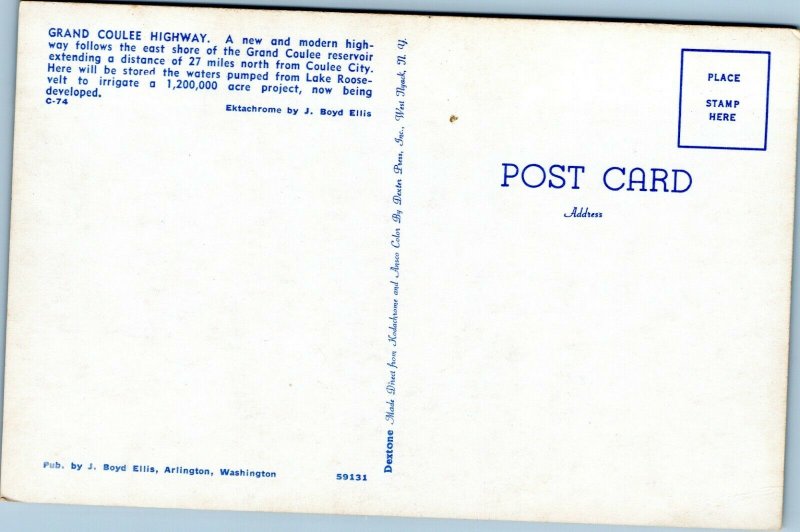 GRAND COULEE HIGHWAY. A new and modern high-
way follows the east shore of the Grand Coulee reservoir
extending a distance of 27 miles north from Coulee City.
Here will be stored the waters pumped from Lake Roose-
velt to irrigate a 1,200,000 acre project, now being
developed.
C-74
Ektachrome by J. Boyd Ellis
Pub. by J. Boyd Ellis, Arlington, Washington
59131
Dextone Made Direct from Kodachrome and Ansco Color By Dexter Press, Inc., West Nyack, N. Y.
PLACE
STAMP
HERE
POST CARD
Address